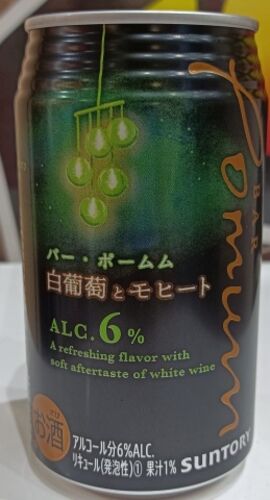 BAR
Pomum
バー・ポームム
白葡萄とモヒート
ALC.6%
A refreshing flavor with
soft aftertaste of white wine
お酒
アルコール分6%ALC.
リキュール(発泡性)① 果汁1%
SUNTORY